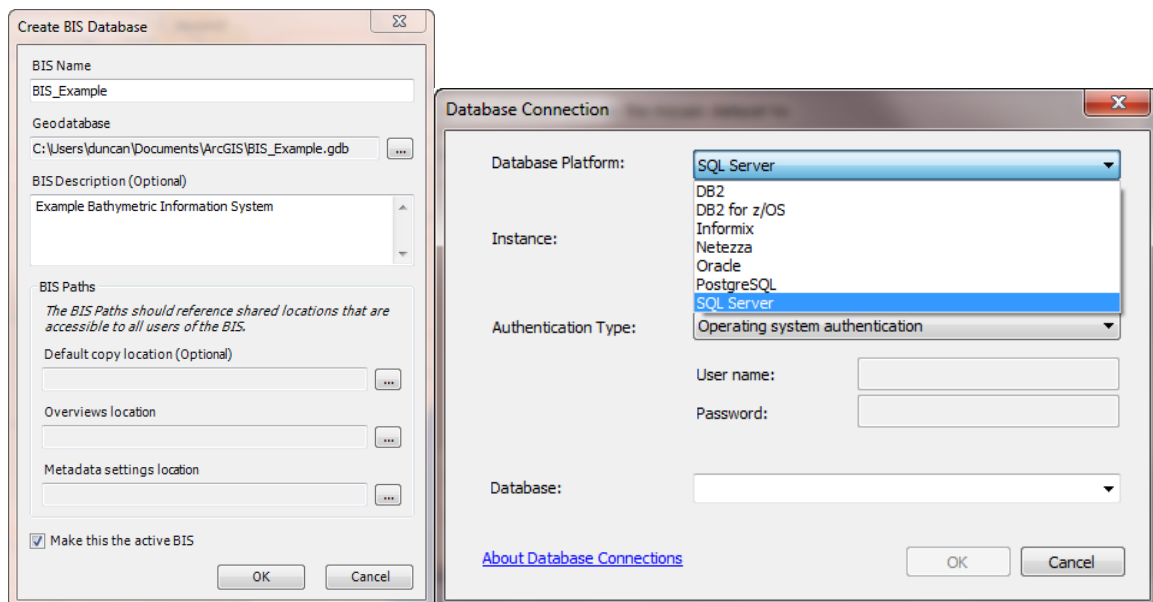 Create BIS Database
BIS Name
BIS_Example
Geodatabase
C:\Users\duncan\Documents\ArcGIS\BIS_Example.gdb
...
BIS Description (Optional)
Example Bathymetric Information System
BIS Paths
The BIS Paths should reference shared locations that are
accessible to all users of the BIS.
Default copy location (Optional)
...
Overviews location
...
Metadata settings location
...
Make this the active BIS
OK
Cancel
Database Connection
Database Platform:
SQL Server
DB2
DB2 for z/OS
Informix
Netezza
Oracle
PostgreSQL
SQL Server
Instance:
Authentication Type:
Operating system authentication
User name:
Password:
Database:
About Database Connections
OK
Cancel